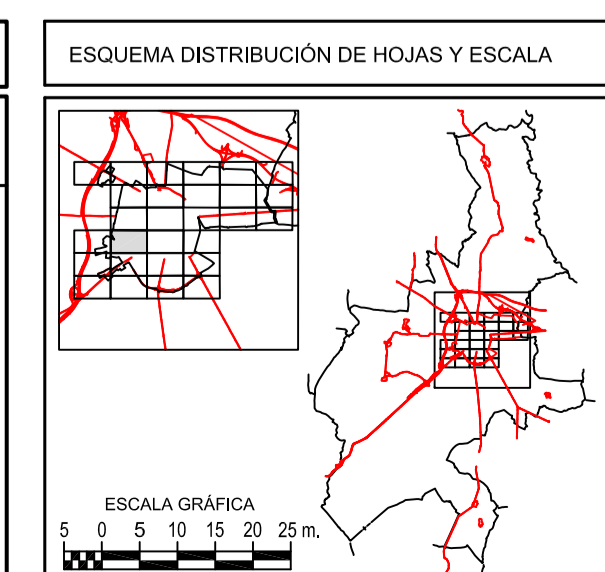 ESQUEMA DISTRIBUCIÓN DE HOJAS Y ESCALA
ESCALA GRÁFICA
5 0 5 10 15 20 25 m.